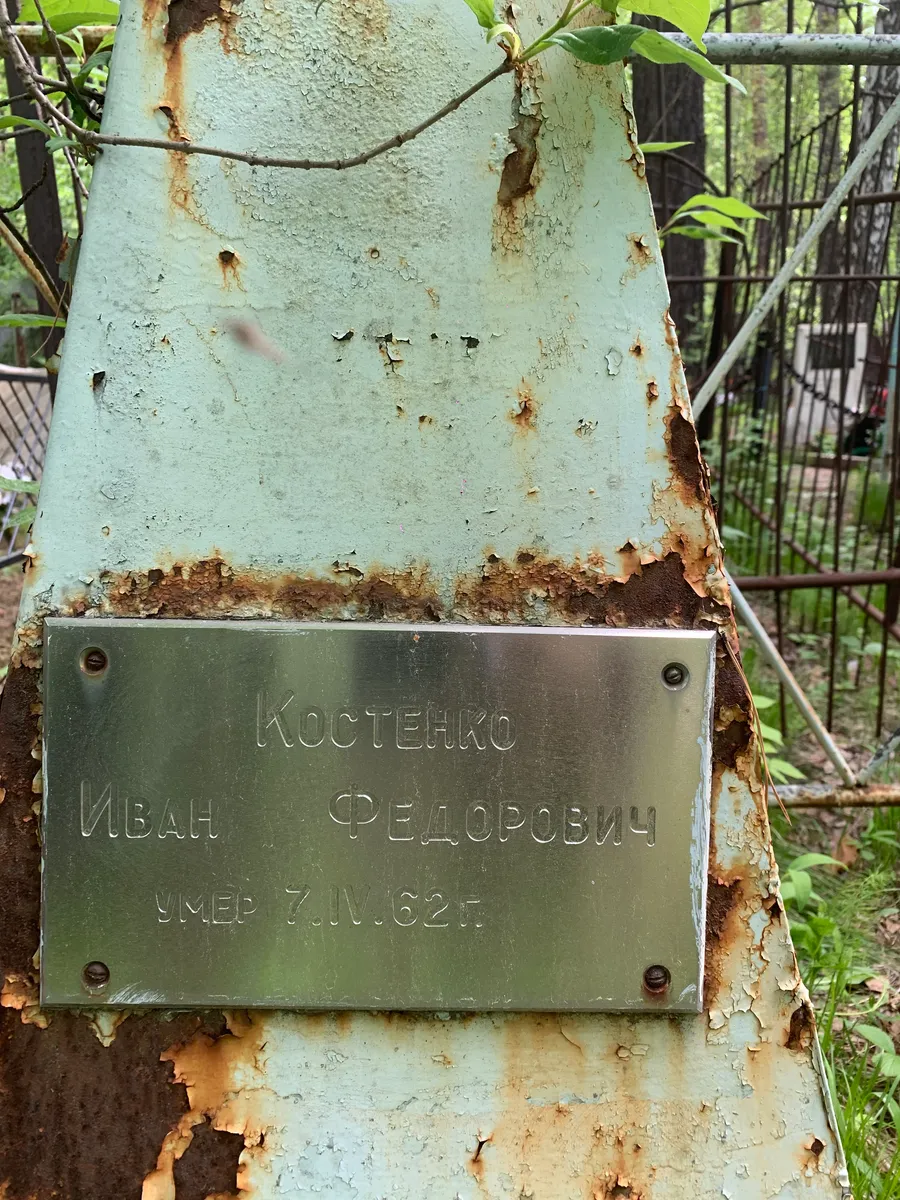 Костенко
Иван Федорович
умер 7.IV.62г.